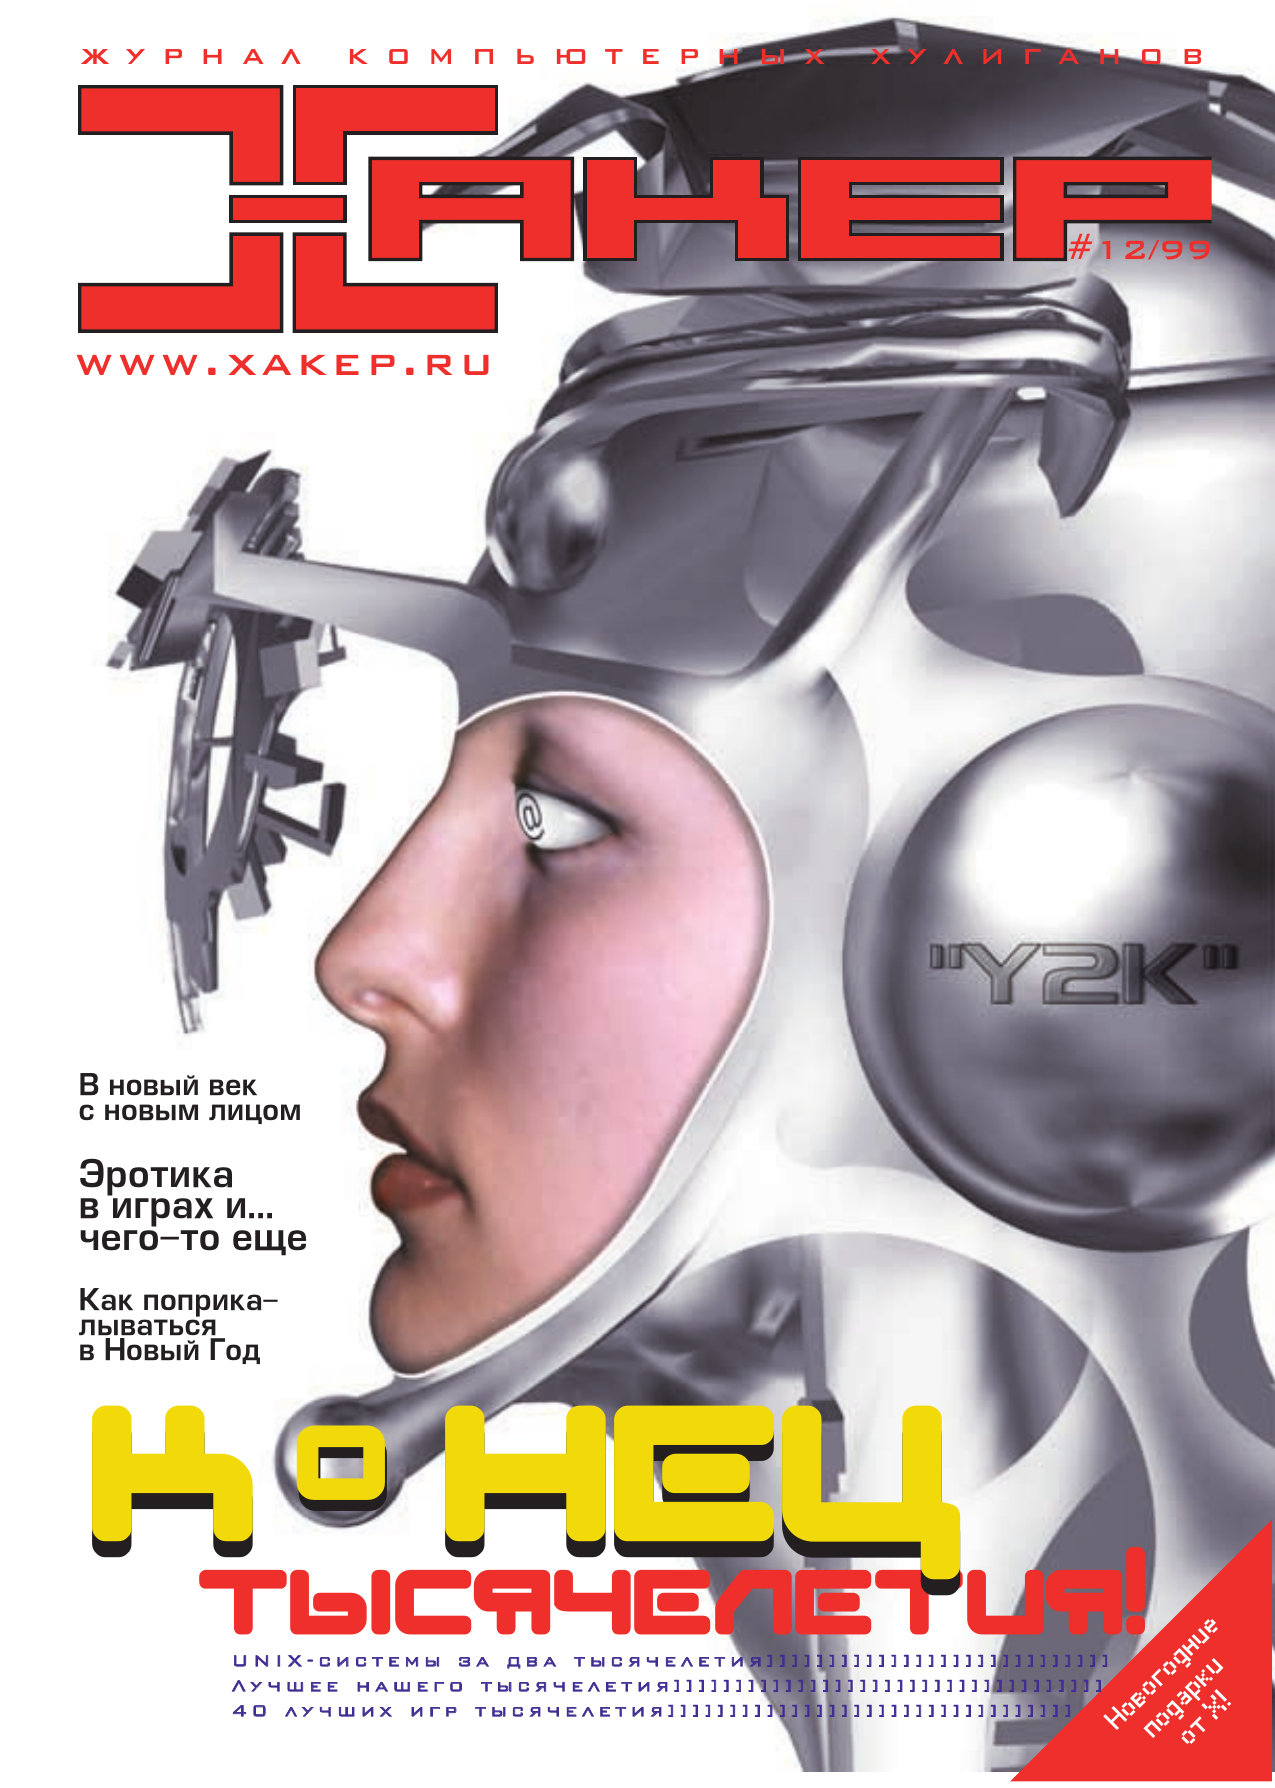 ЖУРНАЛ КОМПЬЮТЕРНЫХ ХУЛИГАНОВ
ХАКЕР
#12/99
WWW.XAKEP.RU
@
"Y2K"
В новый век
с новым лицом
Эротика
в играх и...
чего–то еще
Как поприка–
лываться
в Новый Год
КоНЕЦ
ТЫСЯЧЕЛЕТИЯ!
UNIX-СИСТЕМЫ ЗА ДВА ТЫСЯЧЕЛЕТИЯ]]]]]]]]]]]]]]]]]]]]]]]]]]]]
ЛУЧШЕЕ НАШЕГО ТЫСЯЧЕЛЕТИЯ]]]]]]]]]]]]]]]]]]]]]]]]]]]]]]]]]]]
40 ЛУЧШИХ ИГР ТЫСЯЧЕЛЕТИЯ]]]]]]]]]]]]]]]]]]]]]]]]]]]]]]]]]
Новогодние
подарки
от X!